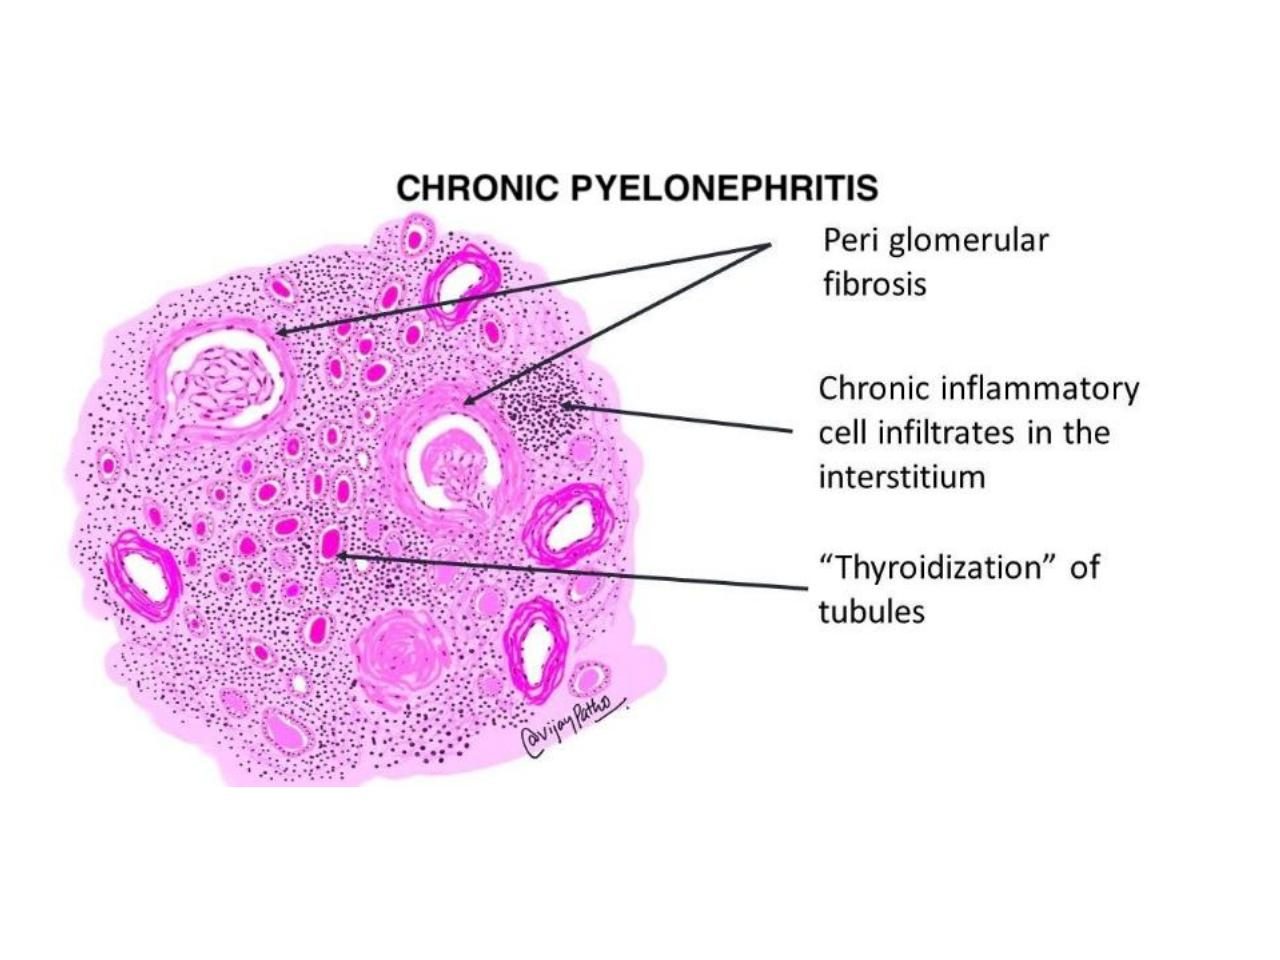 CHRONIC PYELONEPHRITIS
Peri glomerular
fibrosis
Chronic inflammatory
cell infiltrates in the
interstitium
“Thyroidization” of
tubules
@vijayPatho